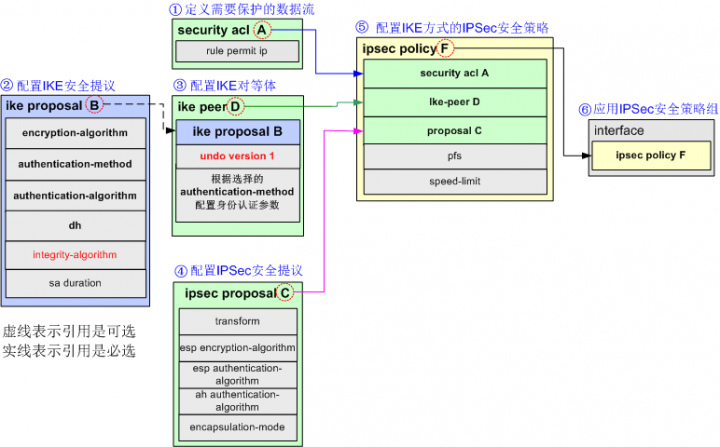 ① 定义需要保护的数据流
security acl A
rule permit ip
② 配置IKE安全提议
ike proposal B
encryption-algorithm
authentication-method
authentication-algorithm
dh
integrity-algorithm
sa duration
虚线表示引用是可选
实线表示引用是必选
③ 配置IKE对等体
ike peer D
ike proposal B
undo version 1
根据选择的
authentication-method
配置身份认证参数
④ 配置IPSec安全提议
ipsec proposal C
transform
esp encryption-algorithm
esp authentication-
algorithm
ah authentication-
algorithm
encapsulation-mode
⑤ 配置IKE方式的IPSec安全策略
ipsec policy F
security acl A
Ike-peer D
proposal C
pfs
speed-limit
⑥ 应用IPSec安全策略组
interface
ipsec policy F